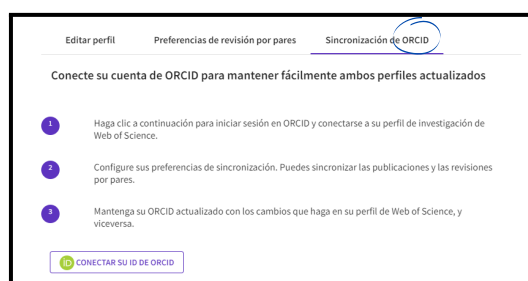 Editar perfil Preferencias de revisión por pares Sincronización de ORCID
Conecte su cuenta de ORCID para mantener fácilmente ambos perfiles actualizados
1 Haga clic a continuación para iniciar sesión en ORCID y conectarse a su perfil de investigación de
Web of Science.
2 Configure sus preferencias de sincronización. Puedes sincronizar las publicaciones y las revisiones
por pares.
3 Mantenga su ORCID actualizado con los cambios que haga en su perfil de Web of Science, y
viceversa.
iD CONECTAR SU ID DE ORCID